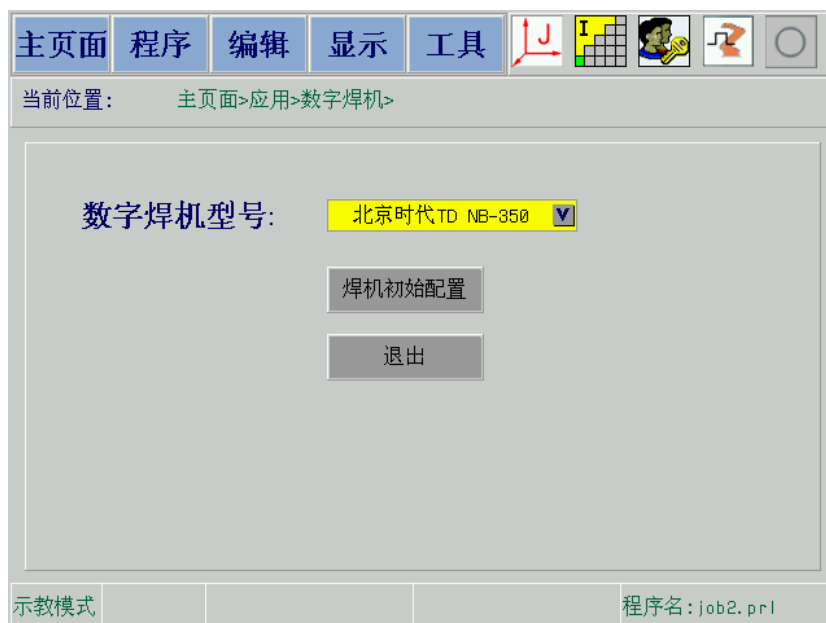 主页面 程序 编辑 显示 工具 J I
当前位置: 主页面>应用>数字焊机>
数字焊机型号: 北京时代TD NB-350
焊机初始配置
退出
示教模式 程序名:job2.prl